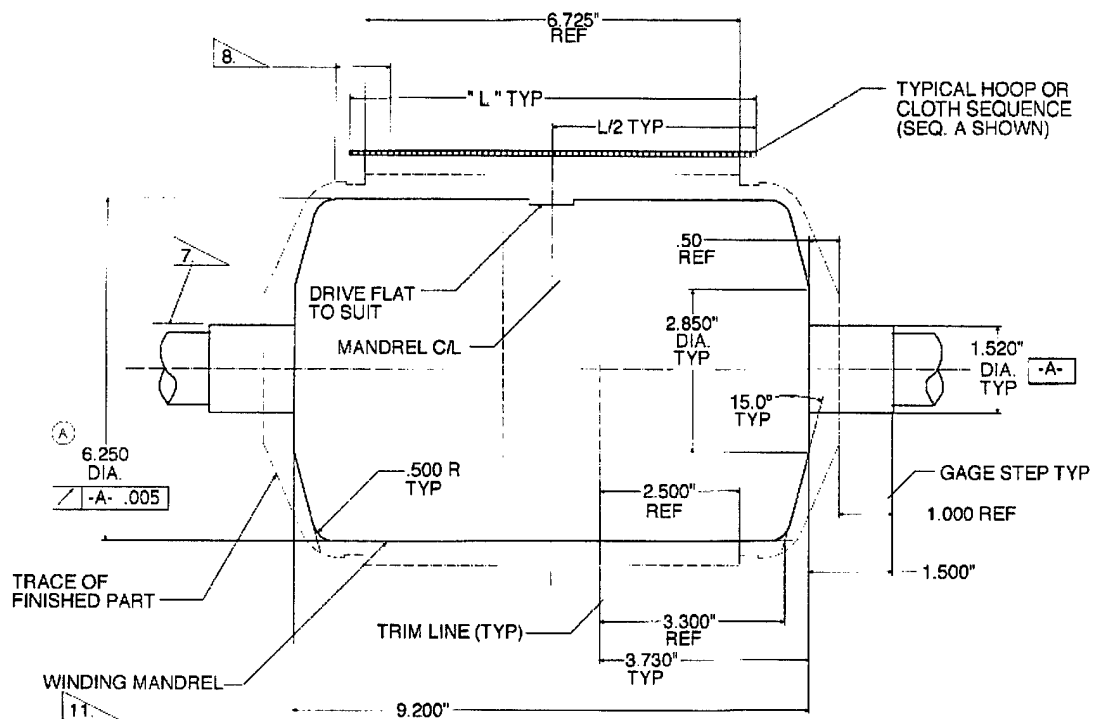 6.725"
REF
8.
" L " TYP
L/2 TYP
TYPICAL HOOP OR
CLOTH SEQUENCE
(SEQ. A SHOWN)
7.
.50
REF
DRIVE FLAT
TO SUIT
MANDREL C/L
2.850"
DIA.
TYP
1.520"
DIA.
TYP
-A-
15.0"
TYP
A
6.250
DIA.
-A- .005
.500 R
TYP
2.500"
REF
GAGE STEP TYP
1.000 REF
1.500"
TRACE OF
FINISHED PART
TRIM LINE (TYP)
3.300"
REF
3.730"
TYP
WINDING MANDREL
11.
9.200"